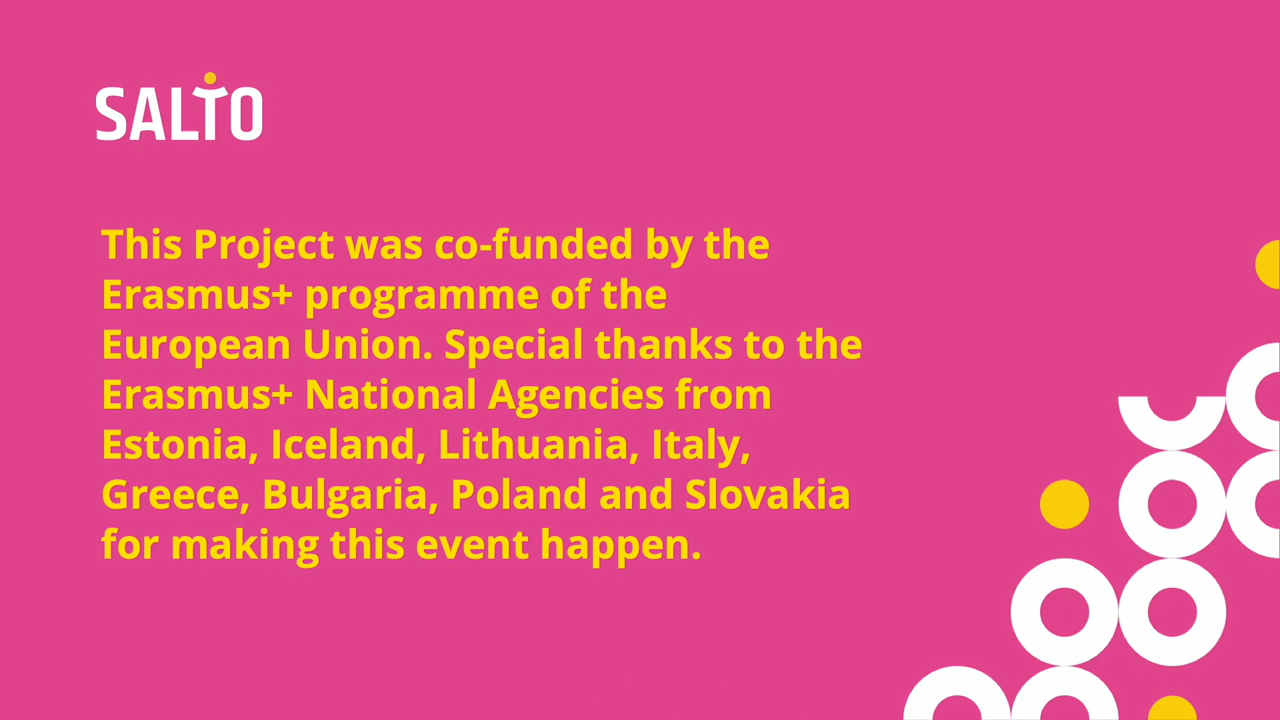 SALTO
This Project was co-funded by the
Erasmus+ programme of the
European Union. Special thanks to the
Erasmus+ National Agencies from
Estonia, Iceland, Lithuania, Italy,
Greece, Bulgaria, Poland and Slovakia
for making this event happen.